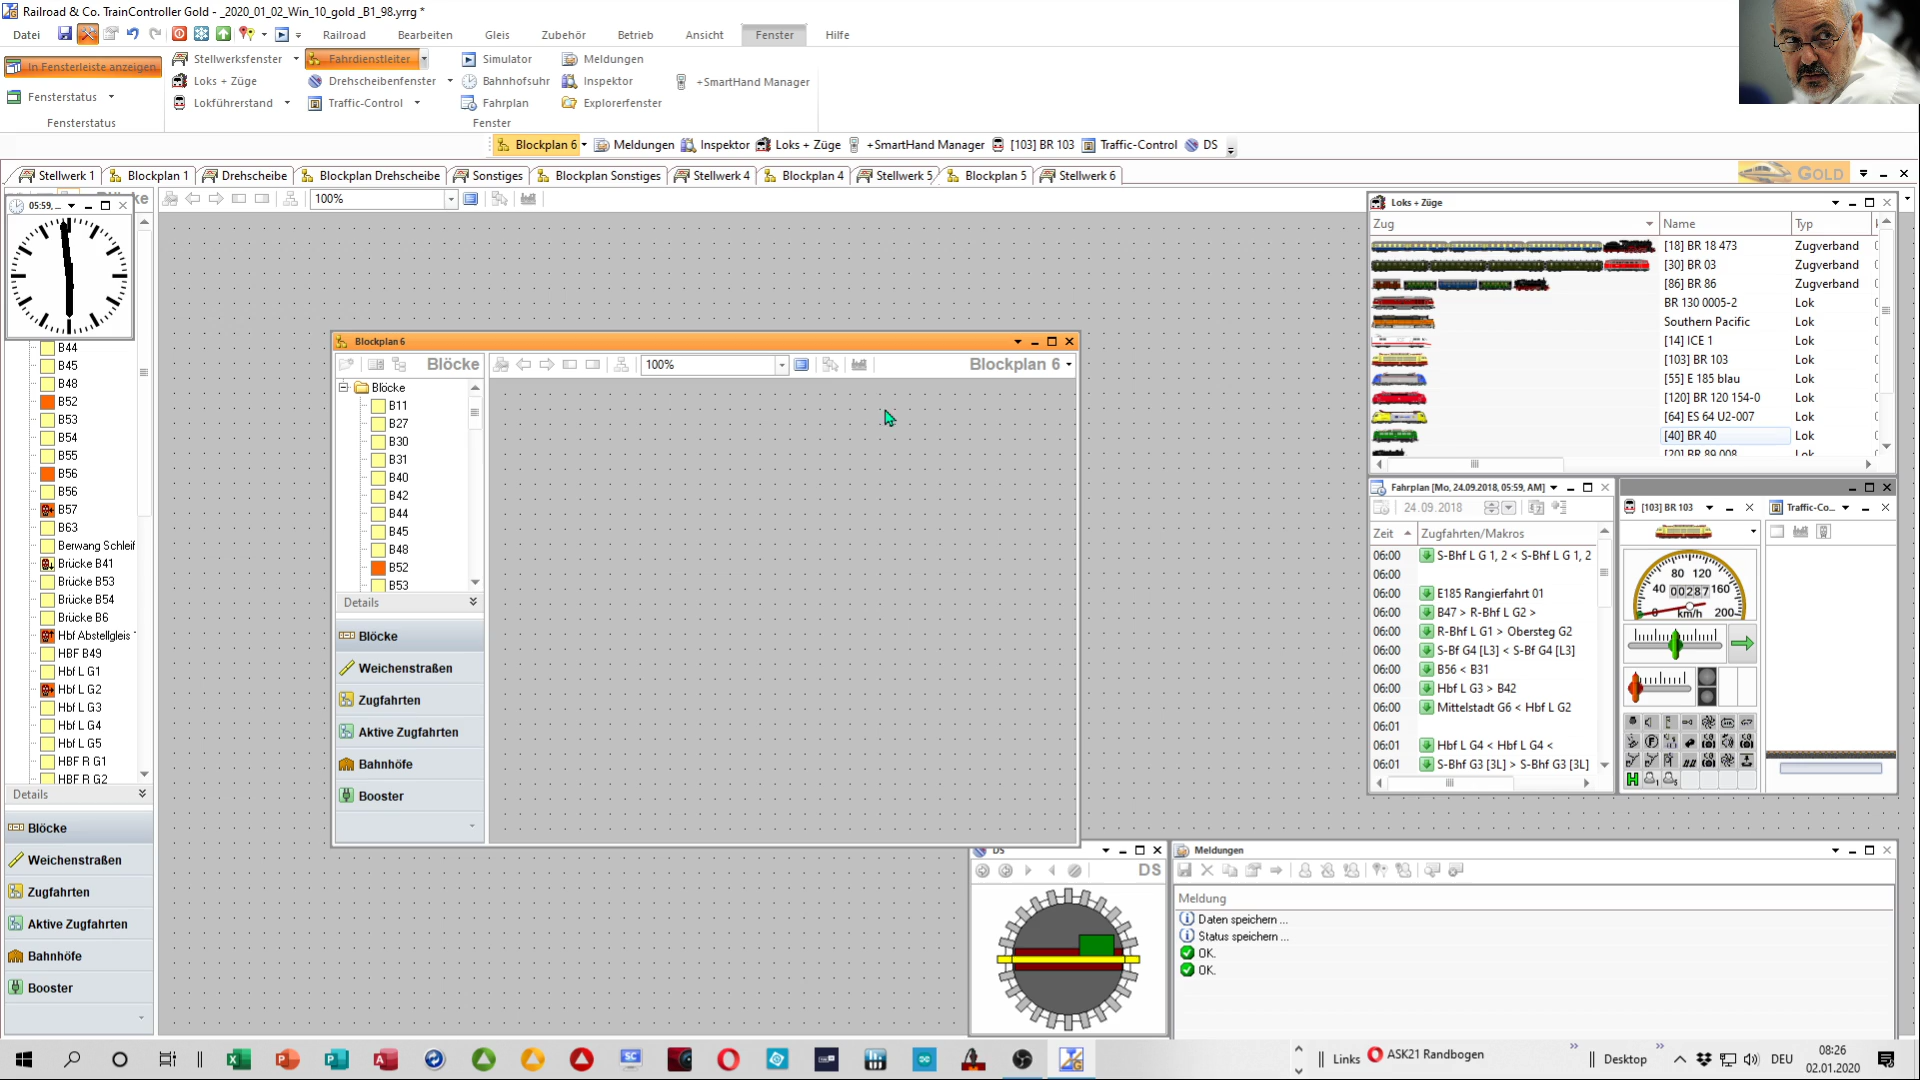 Railroad & Co. TrainController Gold - _2020_01_02_Win_10_gold _B1_98.yrrg *
Datei Railroad Bearbeiten Gleis Zubehör Betrieb Ansicht Fenster Hilfe
In Fensterleiste anzeigen Stellwerksfenster Fahrdienstleiter Simulator Meldungen
Loks + Züge Drehscheibenfenster Bahnhofsuhr Inspektor +SmartHand Manager
Fensterstatus Lokführerstand Traffic-Control Fahrplan Explorerfenster
Fensterstatus Fenster
Blockplan 6 Meldungen Inspektor Loks + Züge +SmartHand Manager [103] BR 103 Traffic-Control DS
Stellwerk 1 Blockplan 1 Drehscheibe Blockplan Drehscheibe Sonstiges Blockplan Sonstiges Stellwerk 4 Blockplan 4 Stellwerk 5 Blockplan 5 Stellwerk 6 GOLD
100%
05:59, ...
B44
B45
B48
B52
B53
B54
B55
B56
B56
B57
B63
Berwang Schleif
Brücke B41
Brücke B53
Brücke B54
Brücke B6
Hbf Abstellgleis
HBF B49
Hbf L G1
Hbf L G2
Hbf L G3
Hbf L G4
Hbf L G5
HBF R G1
HBF R G2
Details
Blöcke
Weichenstraßen
Zugfahrten
Aktive Zugfahrten
Bahnhöfe
Booster
Blockplan 6
Blöcke 100% Blockplan 6
Blöcke
B11
B27
B30
B31
B40
B42
B44
B45
B48
B52
B53
Details
Blöcke
Weichenstraßen
Zugfahrten
Aktive Zugfahrten
Bahnhöfe
Booster
Loks + Züge
Zug Name Typ
[18] BR 18 473 Zugverband
[30] BR 03 Zugverband
[86] BR 86 Zugverband
BR 130 0005-2 Lok
Southern Pacific Lok
[14] ICE 1 Lok
[103] BR 103 Lok
[55] E 185 blau Lok
[120] BR 120 154-0 Lok
[64] ES 64 U2-007 Lok
[40] BR 40 Lok
[20] BR 89 008 Lok
Fahrplan [Mo, 24.09.2018, 05:59, AM]
24.09.2018
Zeit Zugfahrten/Makros
06:00 S-Bhf L G 1, 2 < S-Bhf L G 1, 2
06:00
06:00 E185 Rangierfahrt 01
06:00 B47 > R-Bhf L G2 >
06:00 R-Bhf L G1 > Obersteg G2
06:00 S-Bf G4 [L3] < S-Bf G4 [L3]
06:00 B56 < B31
06:00 Hbf L G3 > B42
06:00 Mittelstadt G6 < Hbf L G2
06:01
06:01 Hbf L G4 < Hbf L G4 <
06:01 S-Bhf G3 [3L] > S-Bhf G3 [3L]
[103] BR 103 Traffic-Co...
80 120
40 00287 160
0 km/h 200
DS
DS
Meldungen
Meldung
Daten speichern ...
Status speichern ...
OK.
OK.
Links ASK21 Randbogen Desktop DEU 08:26
02.01.2020